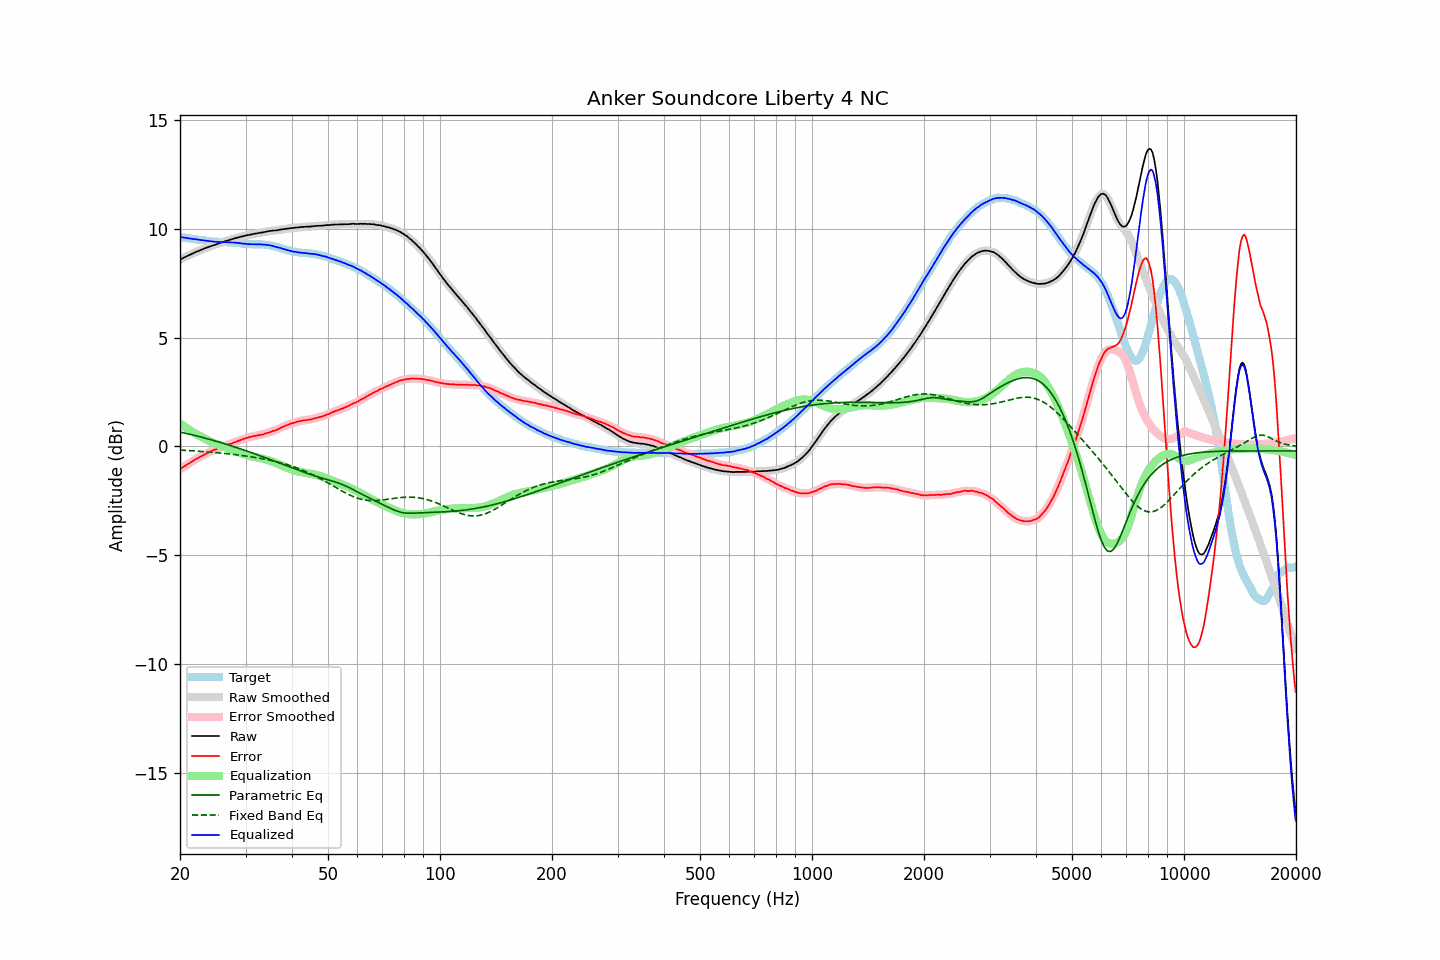 Anker Soundcore Liberty 4 NC
15
10
5
0
−5
−10
−15
Amplitude (dBr)
Target
Raw Smoothed
Error Smoothed
Raw
Error
Equalization
Parametric Eq
Fixed Band Eq
Equalized
20 50 100 200 500 1000 2000 5000 10000 20000
Frequency (Hz)